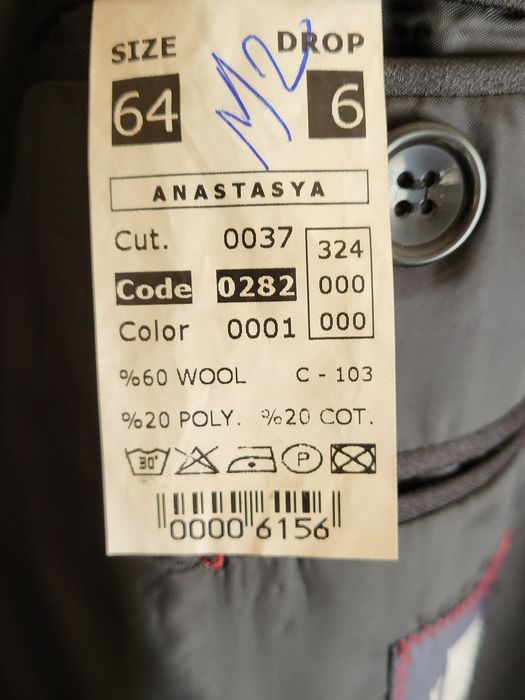 SIZE DROP
M2
64 6
ANASTASYA
Cut. 0037 324
Code 0282 000
Color 0001 000
%60 WOOL C - 103
%20 POLY. %20 COT.
30° P
0000 6156